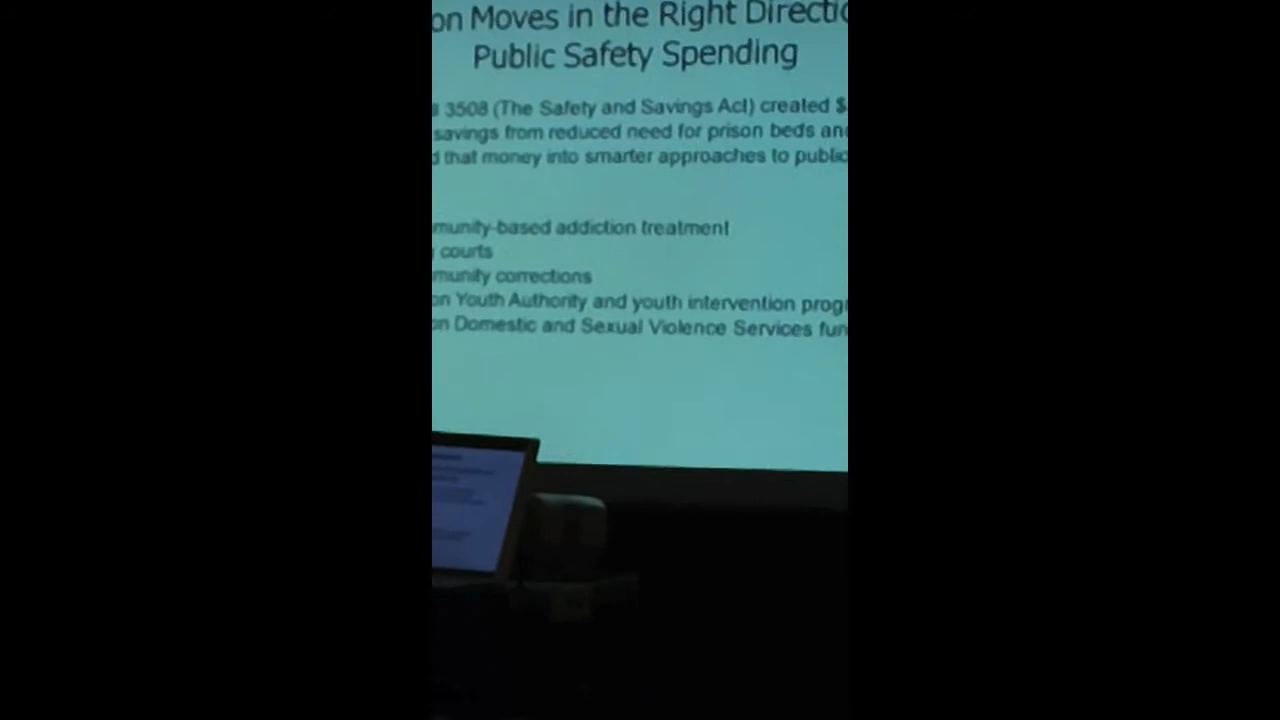 on Moves in the Right Directio
Public Safety Spending
3508 (The Safety and Savings Act) created $
savings from reduced need for prison beds and
d that money into smarter approaches to public
munity-based addiction treatment
courts
munity corrections
on Youth Authority and youth intervention progr
on Domestic and Sexual Violence Services fun